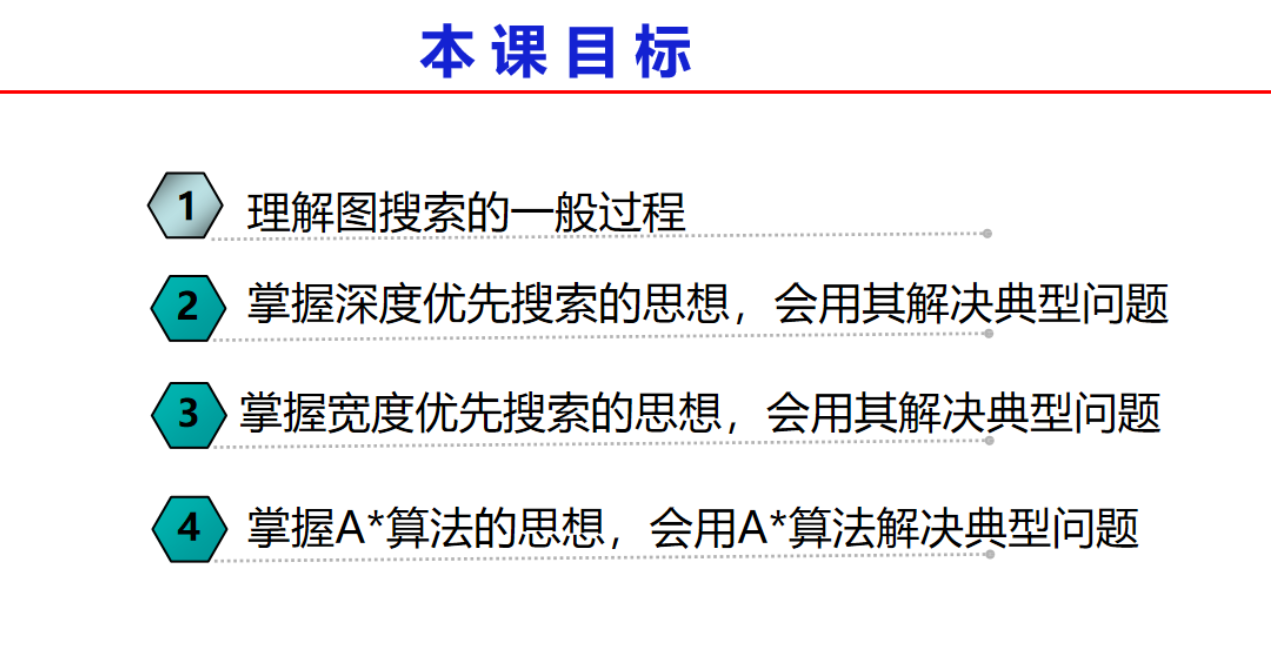 本课目标
1 理解图搜索的一般过程
2 掌握深度优先搜索的思想，会用其解决典型问题
3 掌握宽度优先搜索的思想，会用其解决典型问题
4 掌握A*算法的思想，会用A*算法解决典型问题